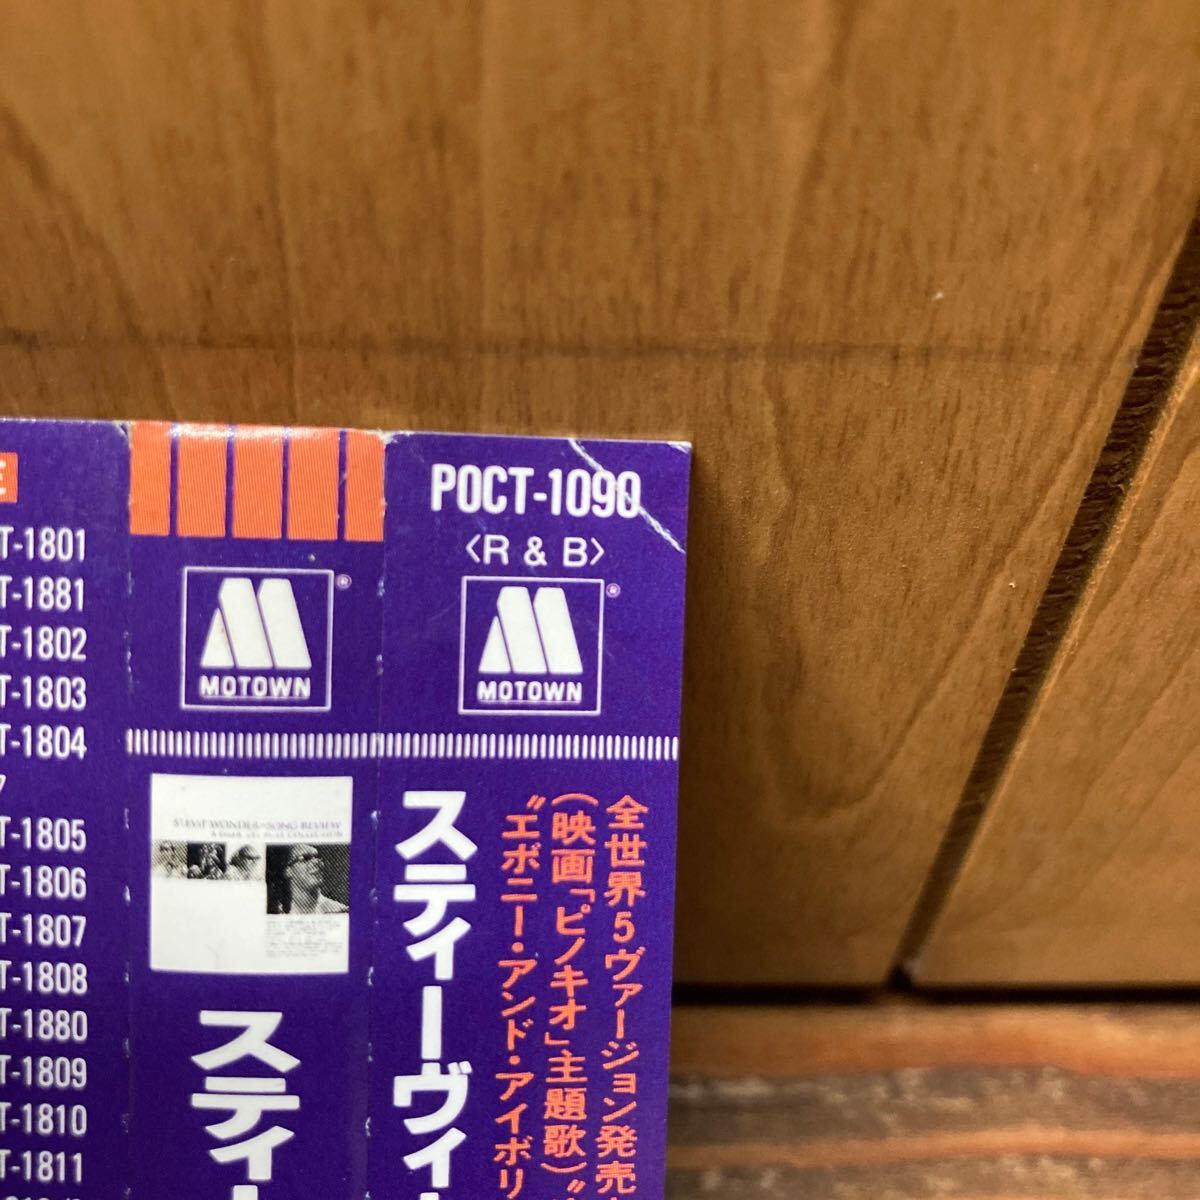 T-1801
T-1881
T-1802
T-1803
T-1804
T-1805
T-1806
T-1807
T-1808
T-1880
T-1809
T-1810
T-1811
MOTOWN
STEVIE WONDER SONG REVIEW
スティー
POCT-1090
〈R & B〉
MOTOWN
全世界5ヴァージョン発売
(映画「ピノキオ」主題歌)
“エボニー・アンド・アイボリ
スティーヴィ